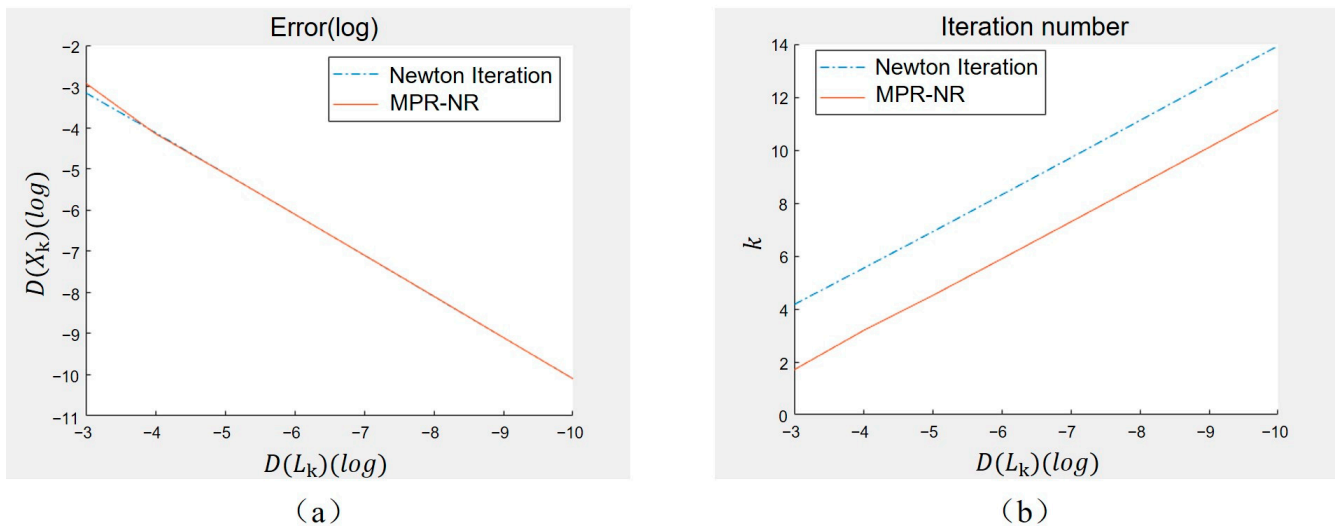 Error(log)
−2
−3
−4
−5
−6
−7
−8
−9
−10
−11
D(Xk)(log)
Newton Iteration
MPR-NR
−3 −4 −5 −6 −7 −8 −9 −10
D(Lk)(log)
（a）
Iteration number
14
12
10
8
6
4
2
0
k
Newton Iteration
MPR-NR
−3 −4 −5 −6 −7 −8 −9 −10
D(Lk)(log)
（b）